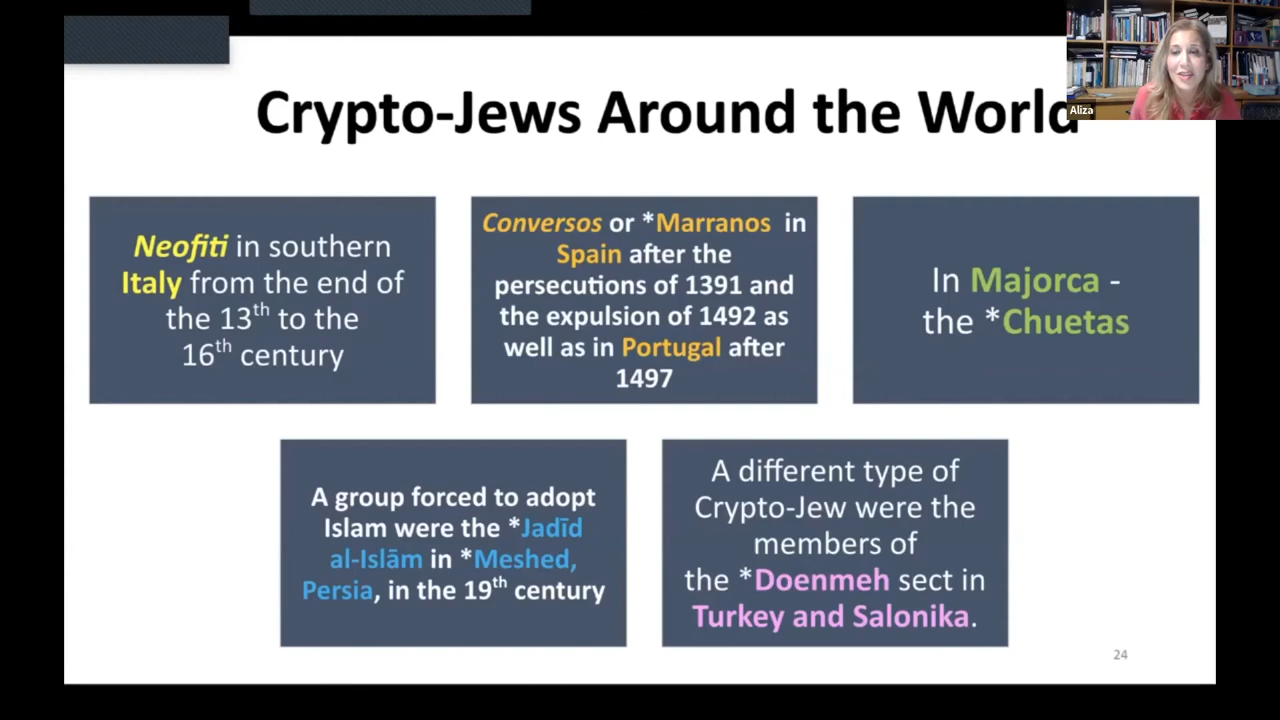 Crypto-Jews Around the World
Aliza
Neofiti in southern
Italy from the end of
the 13th to the
16th century
Conversos or *Marranos in
Spain after the
persecutions of 1391 and
the expulsion of 1492 as
well as in Portugal after
1497
In Majorca -
the *Chuetas
A group forced to adopt
Islam were the *Jadīd
al-Islām in *Meshed,
Persia, in the 19th century
A different type of
Crypto-Jew were the
members of
the *Doenmeh sect in
Turkey and Salonika.
24